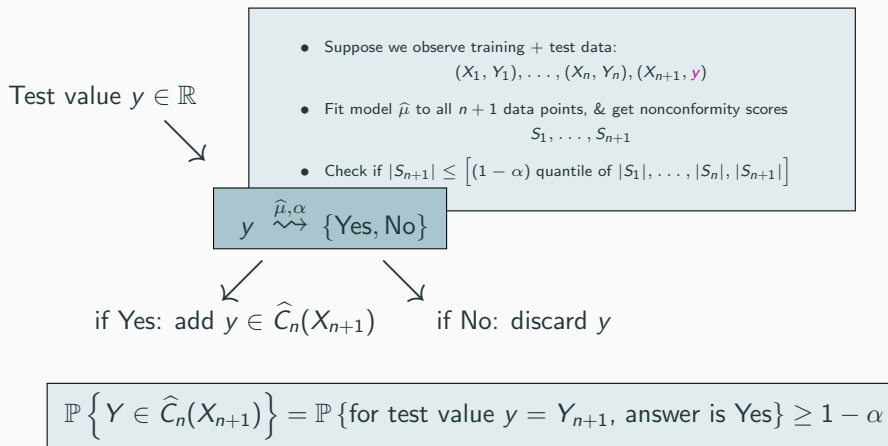 • Suppose we observe training + test data:
(X₁, Y₁), . . . , (Xₙ, Yₙ), (Xₙ₊₁, y)
• Fit model μ̂ to all n + 1 data points, & get nonconformity scores
S₁, . . . , Sₙ₊₁
• Check if |Sₙ₊₁| ≤ [(1 − α) quantile of |S₁|, . . . , |Sₙ|, |Sₙ₊₁|]
Test value y ∈ ℝ
y ⇝^{μ̂,α} {Yes, No}
if Yes: add y ∈ Ĉₙ(Xₙ₊₁)
if No: discard y
ℙ{Y ∈ Ĉₙ(Xₙ₊₁)} = ℙ{for test value y = Yₙ₊₁, answer is Yes} ≥ 1 − α